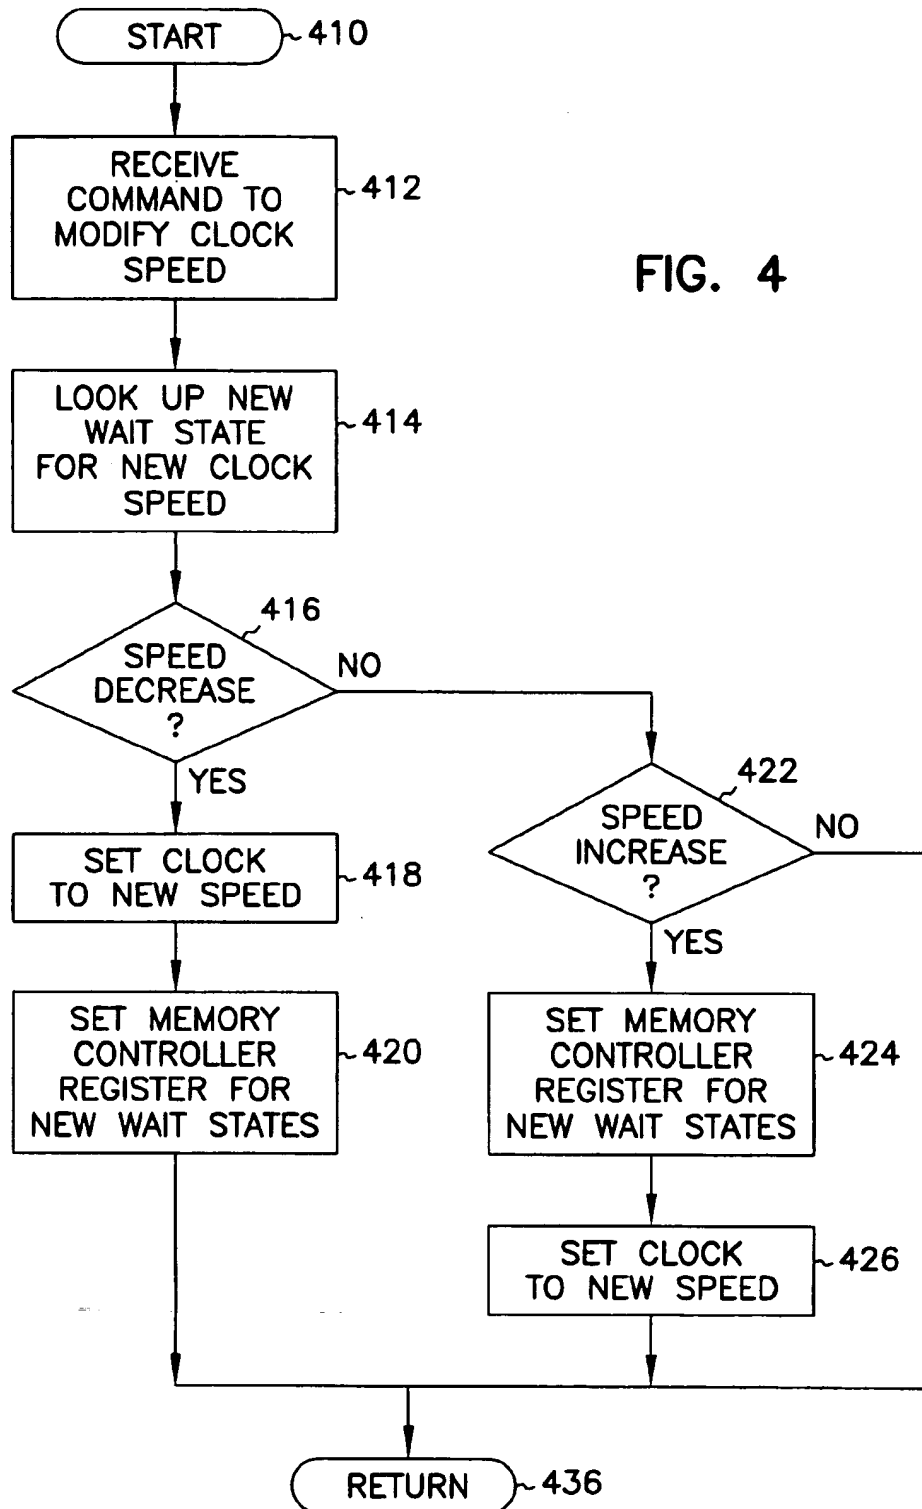 START
410
RECEIVE
COMMAND TO
MODIFY CLOCK
SPEED
412
FIG. 4
LOOK UP NEW
WAIT STATE
FOR NEW CLOCK
SPEED
414
416
SPEED
DECREASE
?
NO
YES
SET CLOCK
TO NEW SPEED
418
SET MEMORY
CONTROLLER
REGISTER FOR
NEW WAIT STATES
420
422
SPEED
INCREASE
?
NO
YES
SET MEMORY
CONTROLLER
REGISTER FOR
NEW WAIT STATES
424
SET CLOCK
TO NEW SPEED
426
RETURN
436